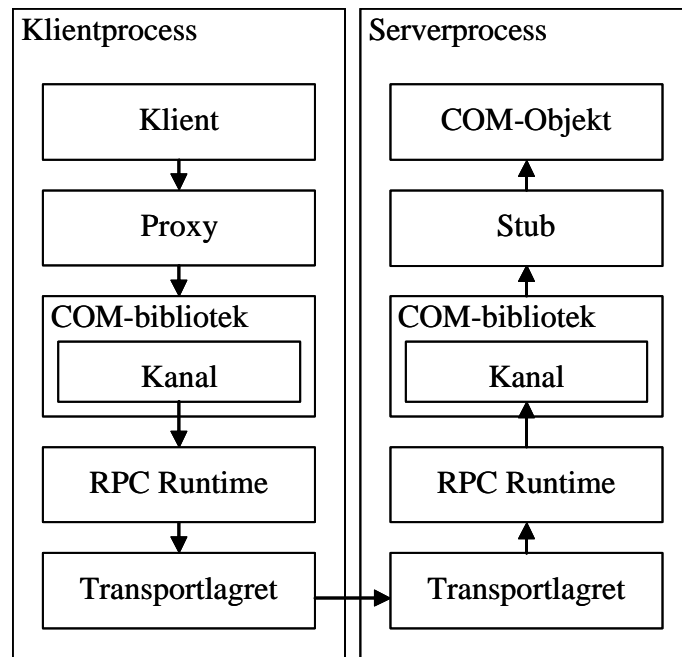 Klientprocess
Klient
Proxy
COM-bibliotek
Kanal
RPC Runtime
Transportlagret
Serverprocess
COM-Objekt
Stub
COM-bibliotek
Kanal
RPC Runtime
Transportlagret